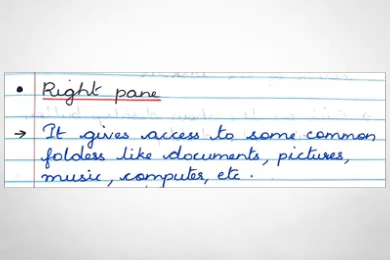 • Right pane
→ It gives access to some common
folders like documents, pictures,
music, computer, etc.